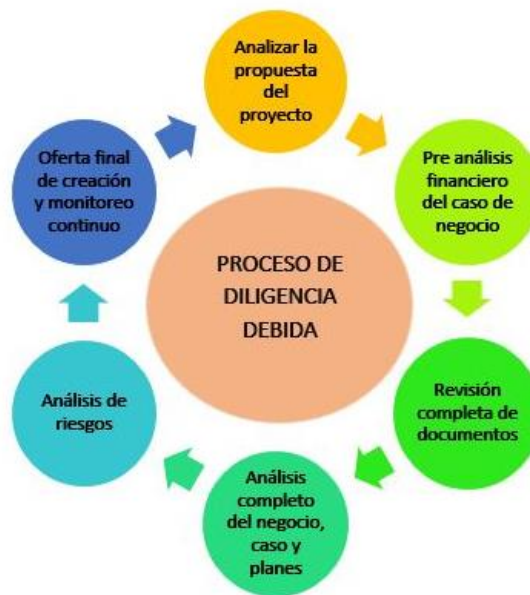 Analizar la
propuesta
del
proyecto
Pre análisis
financiero
del caso de
negocio
Revisión
completa de
documentos
Análisis
completo
del negocio,
caso y
planes
Análisis de
riesgos
Oferta final
de creación
y monitoreo
continuo
PROCESO DE
DILIGENCIA
DEBIDA